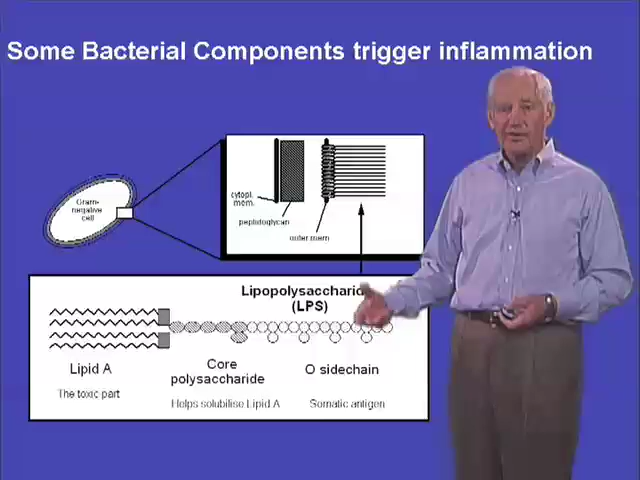 Some Bacterial Components trigger inflammation
Gram-
negative
cell
cytopl.
mem.
peptidoglycan
outer mem
Lipopolysaccharid
(LPS)
Lipid A
Core
polysaccharide
O sidechain
The toxic part
Helps solubilise Lipid A
Somatic antigen